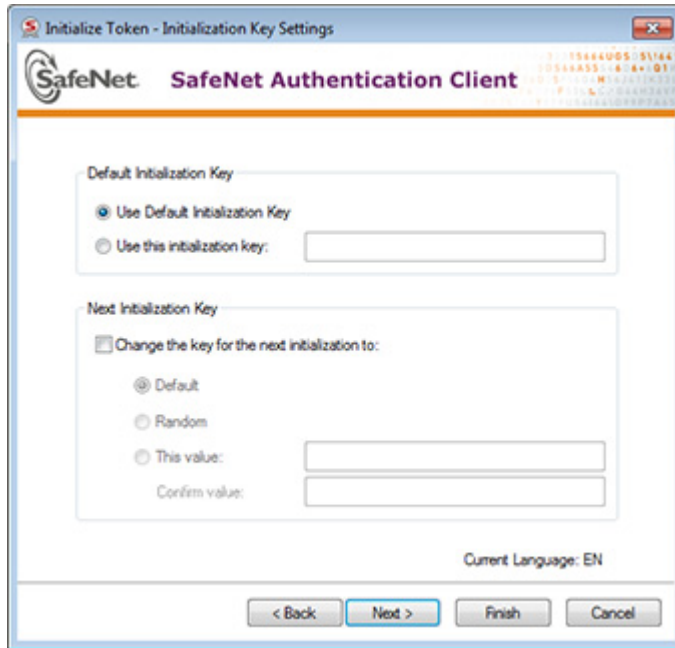 Initialize Token - Initialization Key Settings
SafeNet. SafeNet Authentication Client
Default Initialization Key
Use Default Initialization Key
Use this initialization key:
Next Initialization Key
Change the key for the next initialization to:
Default
Random
This value:
Confirm value:
Current Language: EN
< Back Next > Finish Cancel